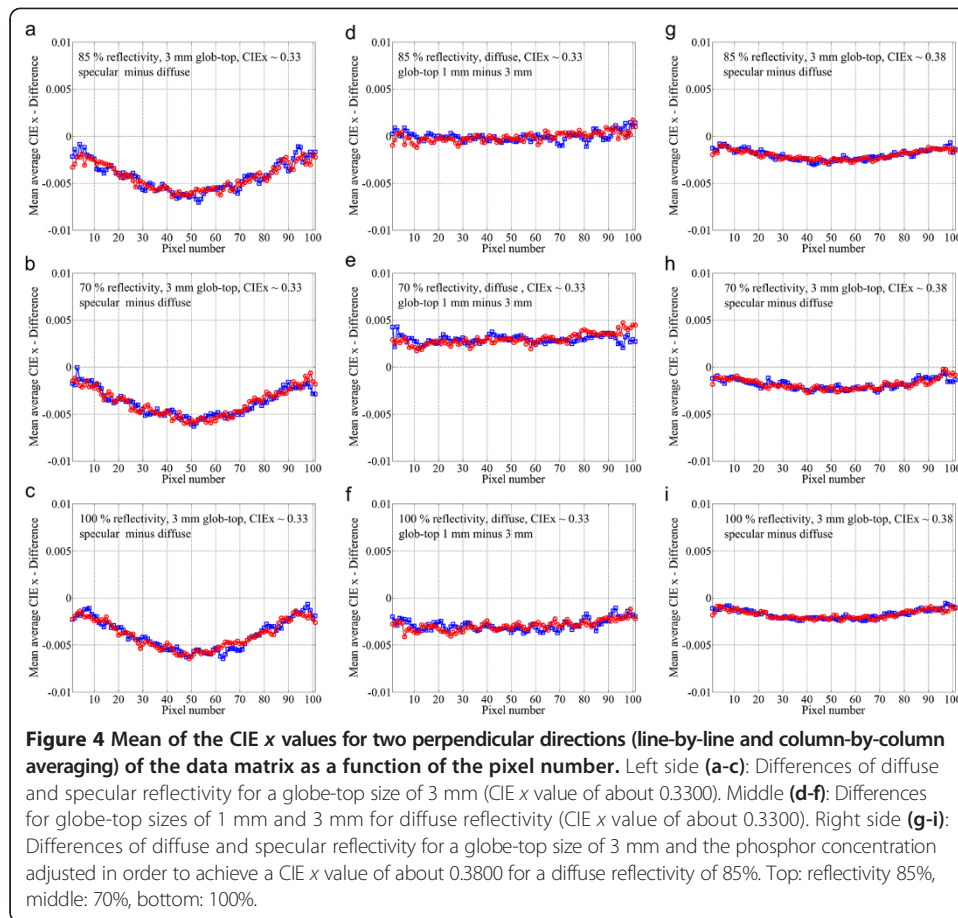 a
0.01
0.005
0
-0.005
-0.01
Mean average CIE x - Difference
85 % reflectivity, 3 mm glob-top, CIEx ~ 0.33
specular minus diffuse
10 20 30 40 50 60 70 80 90 100
Pixel number
d
0.01
0.005
0
-0.005
-0.01
Mean average CIE x - Difference
85 % reflectivity, diffuse, CIEx ~ 0.33
glob-top 1 mm minus 3 mm
10 20 30 40 50 60 70 80 90 100
Pixel number
g
0.01
0.005
0
-0.005
-0.01
Mean average CIE x - Difference
85 % reflectivity, 3 mm glob-top, CIEx ~ 0.38
specular minus diffuse
10 20 30 40 50 60 70 80 90 100
Pixel number
b
0.01
0.005
0
-0.005
-0.01
Mean average CIE x - Difference
70 % reflectivity, 3 mm glob-top, CIEx ~ 0.33
specular minus diffuse
10 20 30 40 50 60 70 80 90 100
Pixel number
e
0.01
0.005
0
-0.005
-0.01
Mean average CIE x - Difference
70 % reflectivity, diffuse , CIEx ~ 0.33
glob-top 1 mm minus 3 mm
10 20 30 40 50 60 70 80 90 100
Pixel number
h
0.01
0.005
0
-0.005
-0.01
Mean average CIE x - Difference
70 % reflectivity, 3 mm glob-top, CIEx ~ 0.38
specular minus diffuse
10 20 30 40 50 60 70 80 90 100
Pixel number
c
0.01
0.005
0
-0.005
-0.01
Mean average CIE x - Difference
100 % reflectivity, 3 mm glob-top, CIEx ~ 0.33
specular minus diffuse
10 20 30 40 50 60 70 80 90 100
Pixel number
f
0.01
0.005
0
-0.005
-0.01
Mean average CIE x - Difference
100 % reflectivity, diffuse, CIEx ~ 0.33
glob-top 1 mm minus 3 mm
10 20 30 40 50 60 70 80 90 100
Pixel number
i
0.01
0.005
0
-0.005
-0.01
Mean average CIE x - Difference
100 % reflectivity, 3 mm glob-top, CIEx ~ 0.38
specular minus diffuse
10 20 30 40 50 60 70 80 90 100
Pixel number
Figure 4 Mean of the CIE x values for two perpendicular directions (line-by-line and column-by-column
averaging) of the data matrix as a function of the pixel number. Left side (a-c): Differences of diffuse
and specular reflectivity for a globe-top size of 3 mm (CIE x value of about 0.3300). Middle (d-f): Differences
for globe-top sizes of 1 mm and 3 mm for diffuse reflectivity (CIE x value of about 0.3300). Right side (g-i):
Differences of diffuse and specular reflectivity for a globe-top size of 3 mm and the phosphor concentration
adjusted in order to achieve a CIE x value of about 0.3800 for a diffuse reflectivity of 85%. Top: reflectivity 85%,
middle: 70%, bottom: 100%.